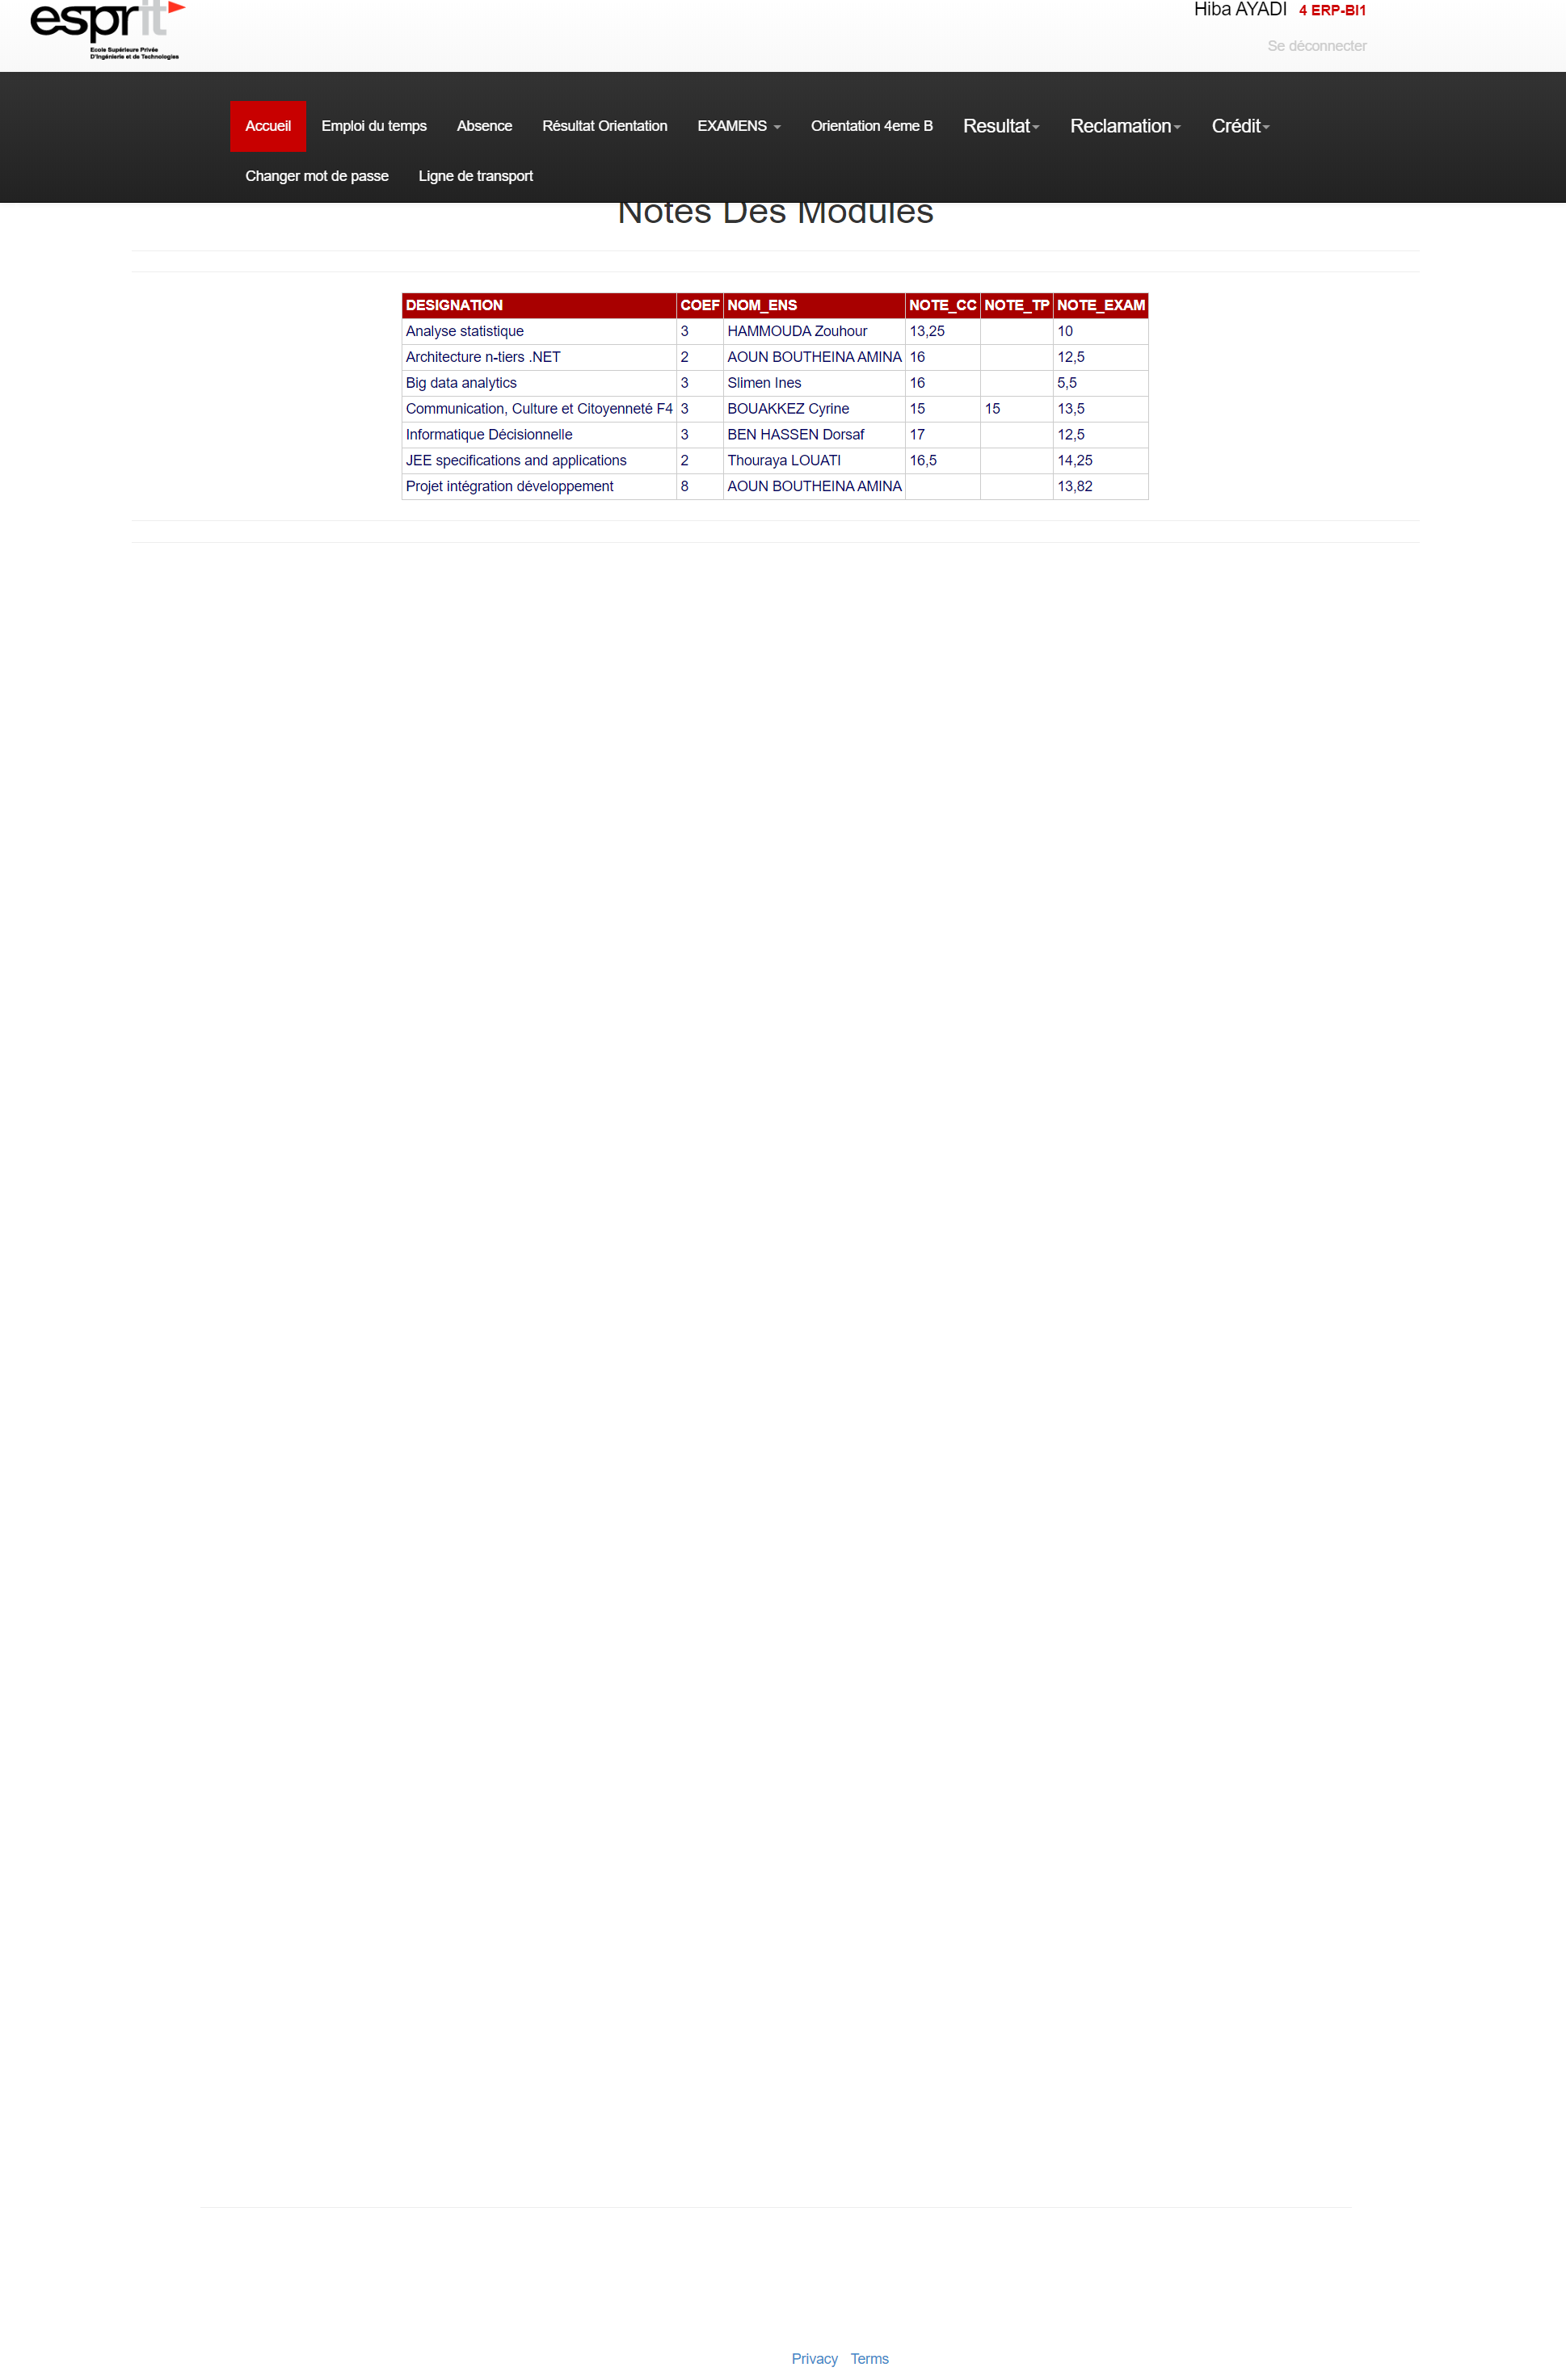 esprit
Ecole Supérieure Privée
D'Ingénierie et de Technologies
Hiba AYADI 4 ERP-BI1
Se déconnecter
Accueil Emploi du temps Absence Résultat Orientation EXAMENS Orientation 4eme B Resultat Reclamation Crédit
Changer mot de passe Ligne de transport
Notes Des Modules
DESIGNATION COEF NOM_ENS NOTE_CC NOTE_TP NOTE_EXAM
Analyse statistique 3 HAMMOUDA Zouhour 13,25 10
Architecture n-tiers .NET 2 AOUN BOUTHEINA AMINA 16 12,5
Big data analytics 3 Slimen Ines 16 5,5
Communication, Culture et Citoyenneté F4 3 BOUAKKEZ Cyrine 15 15 13,5
Informatique Décisionnelle 3 BEN HASSEN Dorsaf 17 12,5
JEE specifications and applications 2 Thouraya LOUATI 16,5 14,25
Projet intégration développement 8 AOUN BOUTHEINA AMINA 13,82
Privacy Terms